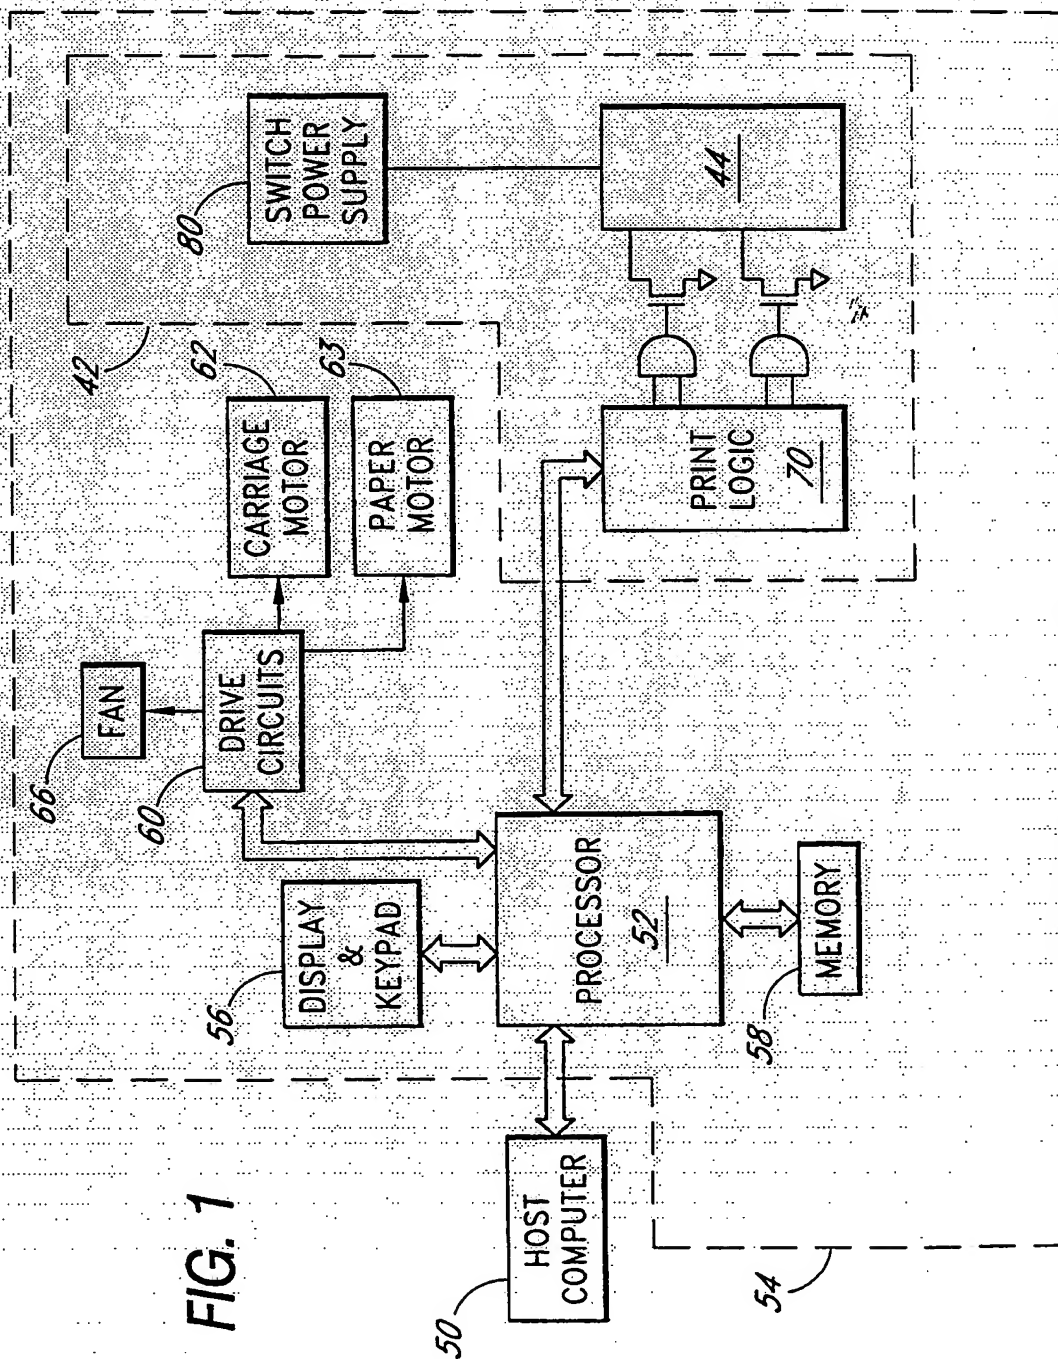 FIG. 1
50
HOST
COMPUTER
54
56
DISPLAY
&
KEYPAD
PROCESSOR
52
58
MEMORY
66
FAN
60
DRIVE
CIRCUITS
62
CARRIAGE
MOTOR
63
PAPER
MOTOR
42
PRINT
LOGIC
70
80
SWITCH
POWER
SUPPLY
44